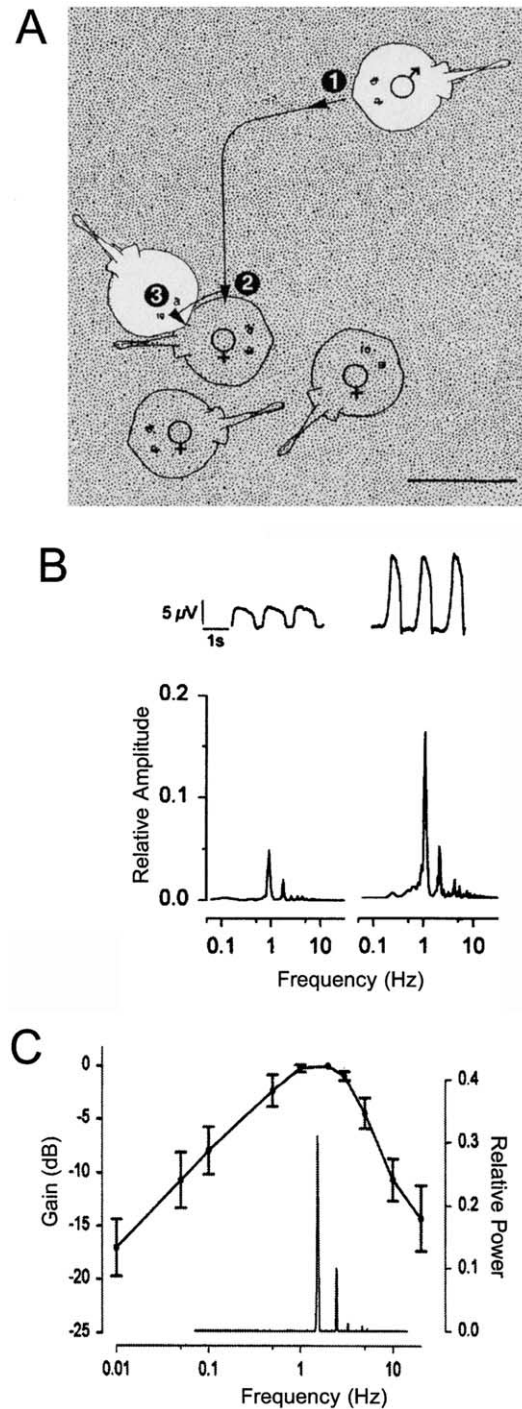 A
1
♂
3
2
♀
♀
♀
B
5 µV
1s
0.2
0.1
0.0
Relative Amplitude
0.1 1 10 0.1 1 10
Frequency (Hz)
C
0
-5
-10
-15
-20
-25
Gain (dB)
0.4
0.3
0.2
0.1
0.0
Relative Power
0.01 0.1 1 10
Frequency (Hz)